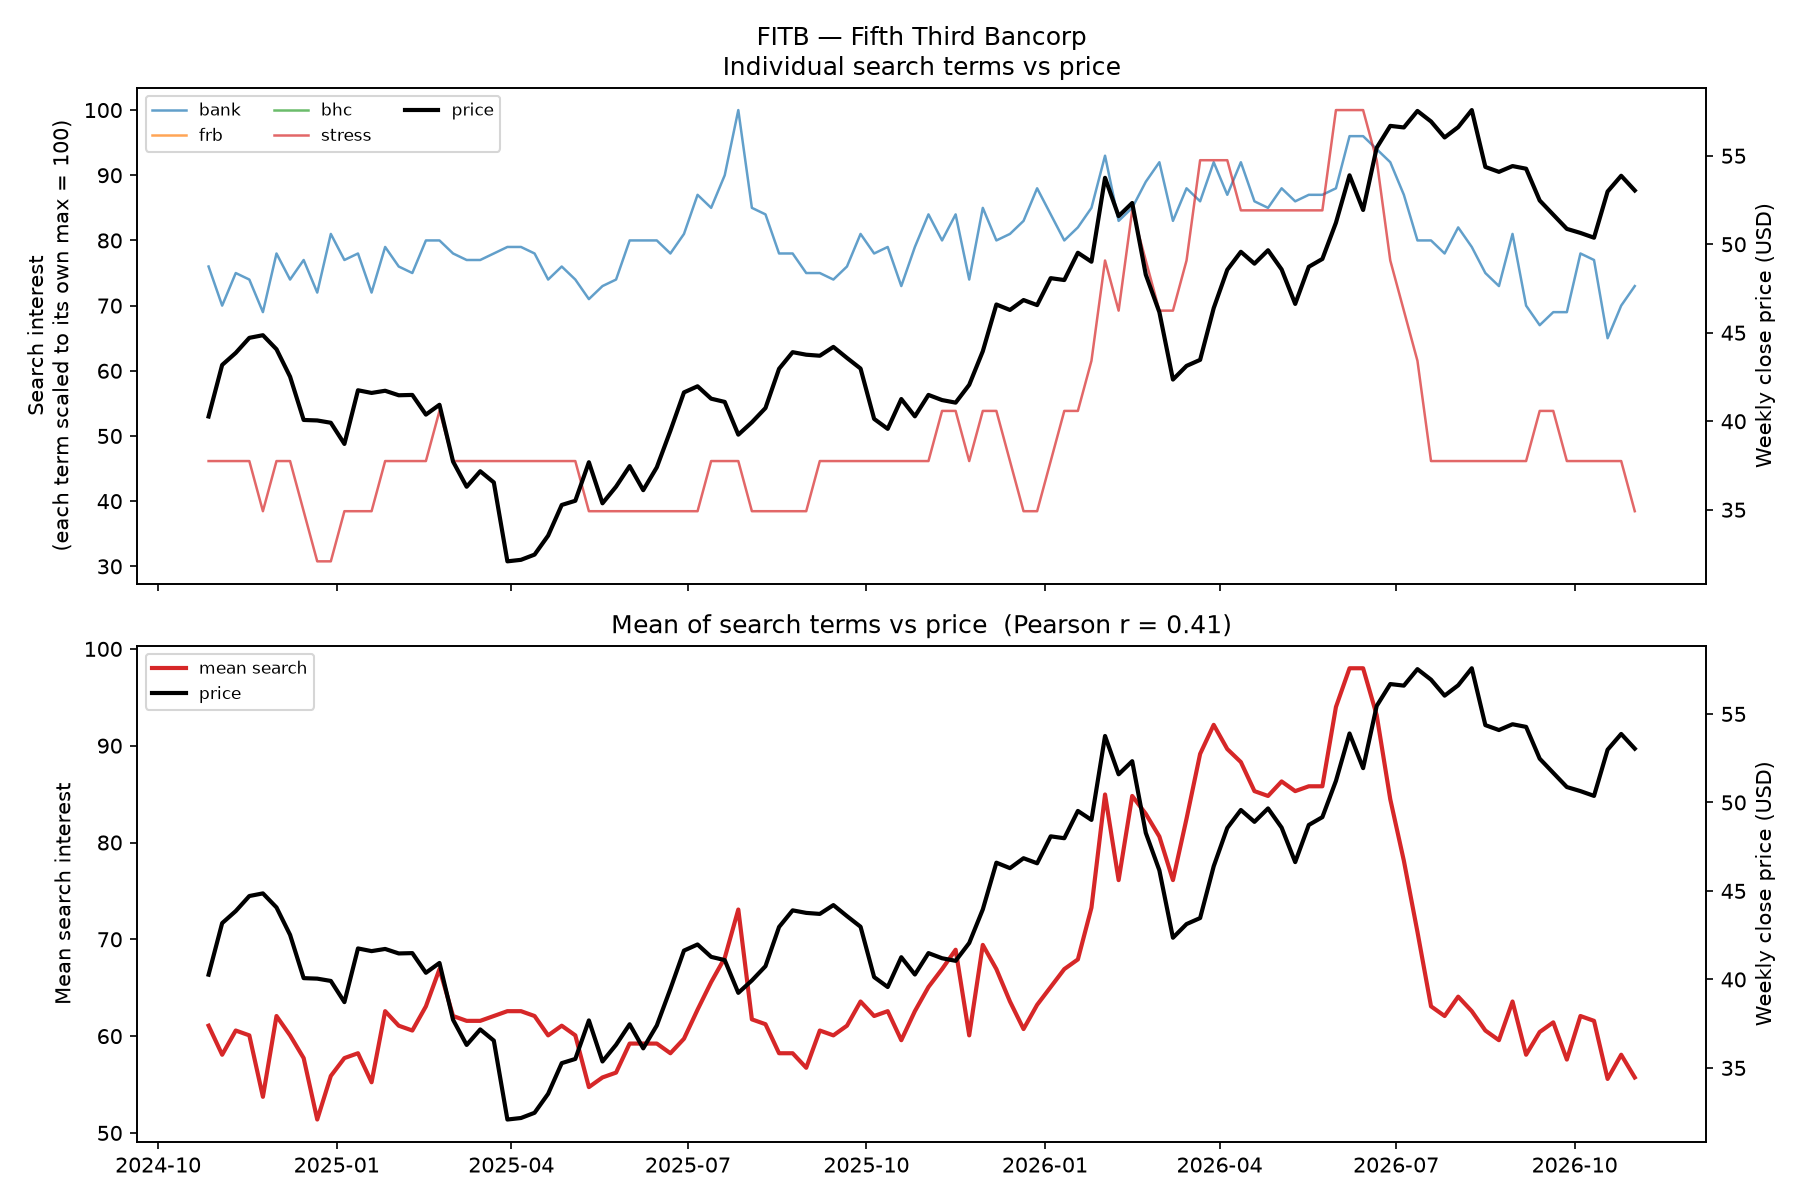 FITB — Fifth Third Bancorp
Individual search terms vs price
bank
frb
bhc
stress
price
100
90
80
70
60
50
40
30
Search interest
(each term scaled to its own max = 100)
55
50
45
40
35
Weekly close price (USD)
Mean of search terms vs price (Pearson r = 0.41)
mean search
price
100
90
80
70
60
50
Mean search interest
55
50
45
40
35
Weekly close price (USD)
2024-10
2025-01
2025-04
2025-07
2025-10
2026-01
2026-04
2026-07
2026-10